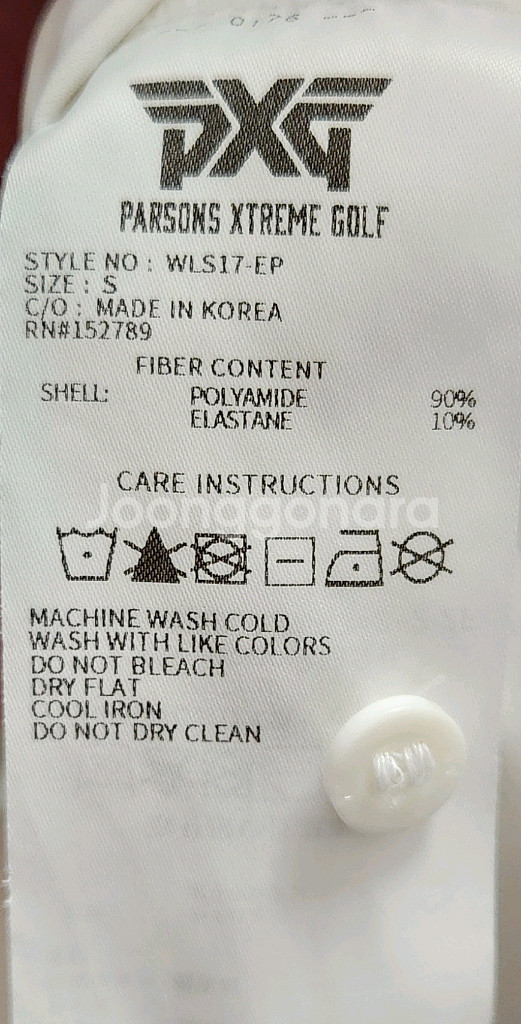 PXG
PARSONS XTREME GOLF
STYLE NO : WLS17-EP
SIZE : S
C/O : MADE IN KOREA
RN#152789
FIBER CONTENT
SHELL: POLYAMIDE 90%
ELASTANE 10%
CARE INSTRUCTIONS
Joonggonara
MACHINE WASH COLD
WASH WITH LIKE COLORS
DO NOT BLEACH
DRY FLAT
COOL IRON
DO NOT DRY CLEAN